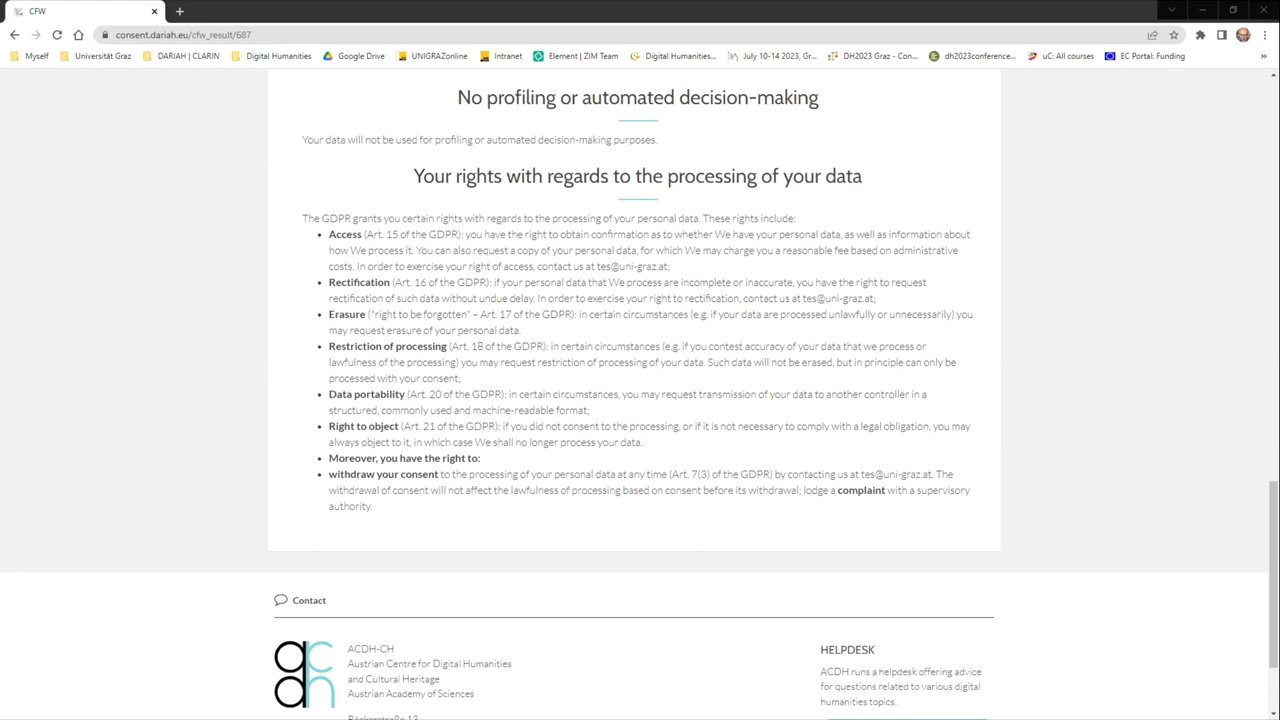 CFW
consent.dariah.eu/cfw_result/687
Myself
Universität Graz
DARIAH | CLARIN
Digital Humanities
Google Drive
UNIGRAZonline
Intranet
Element | ZIM Team
Digital Humanities...
July 10-14 2023, Gr...
DH2023 Graz - Con...
dh2023conference...
uC: All courses
EC Portal: Funding
»
No profiling or automated decision-making
Your data will not be used for profiling or automated decision-making purposes.
Your rights with regards to the processing of your data
The GDPR grants you certain rights with regards to the processing of your personal data. These rights include:
• Access (Art. 15 of the GDPR): you have the right to obtain confirmation as to whether We have your personal data, as well as information about
how We process it. You can also request a copy of your personal data, for which We may charge you a reasonable fee based on administrative
costs. In order to exercise your right of access, contact us at tes@uni-graz.at;
• Rectification (Art. 16 of the GDPR): if your personal data that We process are incomplete or inaccurate, you have the right to request
rectification of such data without undue delay. In order to exercise your right to rectification, contact us at tes@uni-graz.at;
• Erasure ("right to be forgotten" – Art. 17 of the GDPR): in certain circumstances (e.g. if your data are processed unlawfully or unnecessarily) you
may request erasure of your personal data.
• Restriction of processing (Art. 18 of the GDPR): in certain circumstances (e.g. if you contest accuracy of your data that we process or
lawfulness of the processing) you may request restriction of processing of your data. Such data will not be erased, but in principle can only be
processed with your consent;
• Data portability (Art. 20 of the GDPR): in certain circumstances, you may request transmission of your data to another controller in a
structured, commonly used and machine-readable format;
• Right to object (Art. 21 of the GDPR): if you did not consent to the processing, or if it is not necessary to comply with a legal obligation, you may
always object to it, in which case We shall no longer process your data.
• Moreover, you have the right to:
• withdraw your consent to the processing of your personal data at any time (Art. 7(3) of the GDPR) by contacting us at tes@uni-graz.at. The
withdrawal of consent will not affect the lawfulness of processing based on consent before its withdrawal; lodge a complaint with a supervisory
authority.
Contact
ac
dh
ACDH-CH
Austrian Centre for Digital Humanities
and Cultural Heritage
Austrian Academy of Sciences
HELPDESK
ACDH runs a helpdesk offering advice
for questions related to various digital
humanities topics.